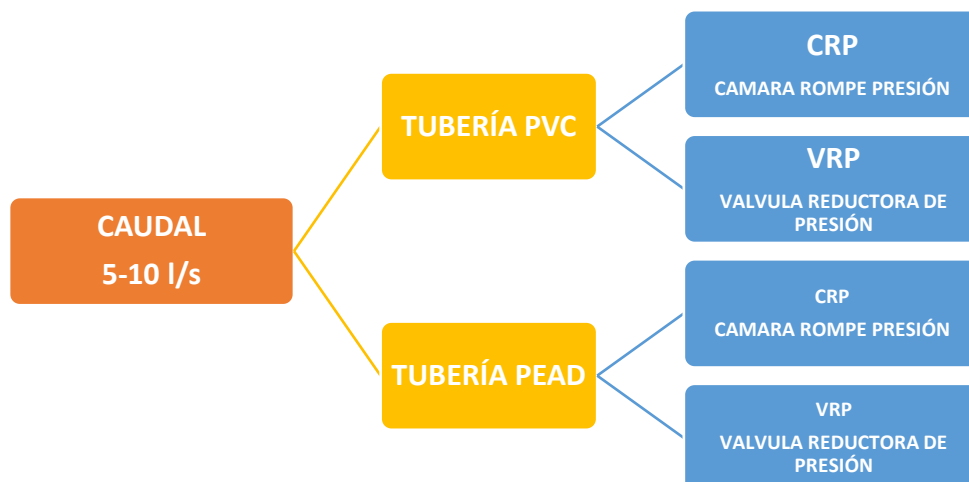 CAUDAL
5-10 l/s
TUBERÍA PVC
CRP
CAMARA ROMPE PRESIÓN
VRP
VALVULA REDUCTORA DE
PRESIÓN
TUBERÍA PEAD
CRP
CAMARA ROMPE PRESIÓN
VRP
VALVULA REDUCTORA DE
PRESIÓN